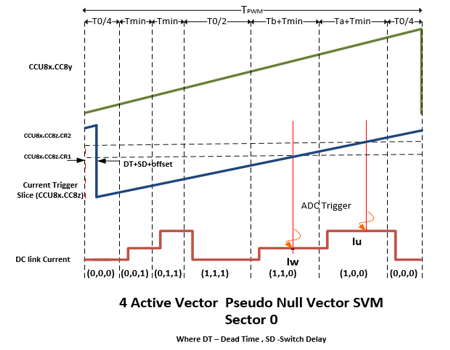 TPWM
T0/4 Tmin Tmin T0/2 Tb+Tmin Ta+Tmin T0/4
CCU8x.CC8y
CCU8x.CC8z.CR2
CCU8x.CC8z.CR1
DT+SD+offset
Current Trigger
Slice (CCU8x.CC8z)
ADC Trigger
Iu
Iw
DC link Current
(0,0,0) (0,0,1) (0,1,1) (1,1,1) (1,1,0) (1,0,0) (0,0,0)
4 Active Vector Pseudo Null Vector SVM
Sector 0
Where DT – Dead Time , SD -Switch Delay